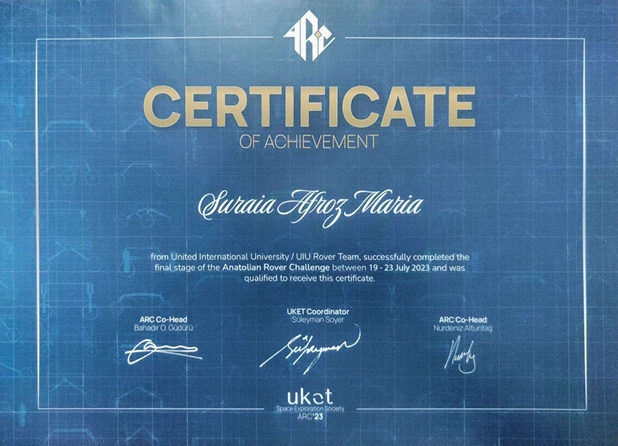 ARC
CERTIFICATE
OF ACHIEVEMENT
Suraia Afroz Maria
from United International University / UIU Rover Team, successfully completed the
final stage of the Anatolian Rover Challenge between 19 - 23 July 2023 and was
qualified to receive this certificate.
ARC Co-Head
Bahadır O. Güdürü
UKET Coordinator
Süleyman Soyer
ARC Co-Head
Nurdeniz Altuntaş
uket
Space Exploration Society
ARC'23